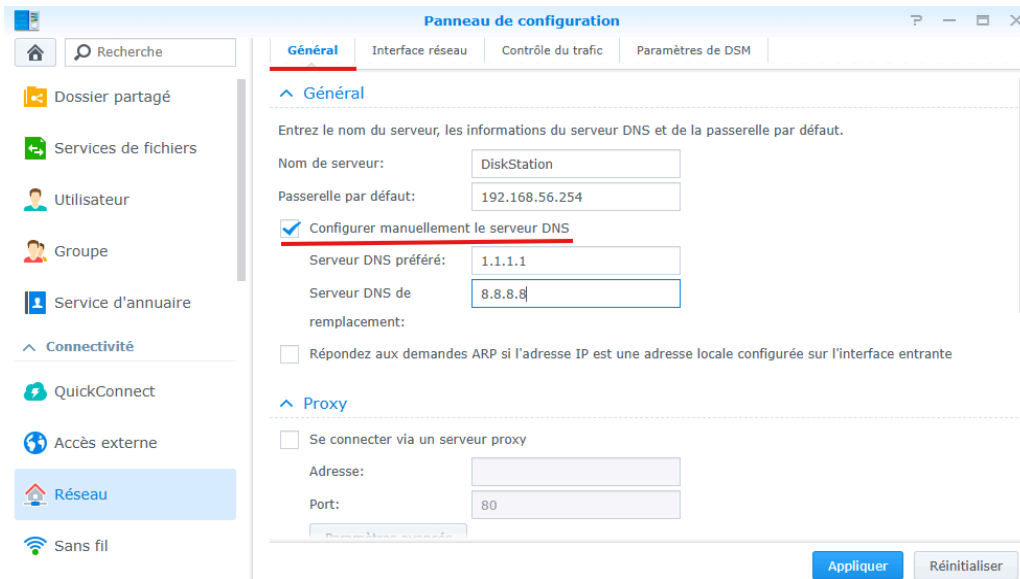 Panneau de configuration
Recherche
Général
Interface réseau
Contrôle du trafic
Paramètres de DSM
Dossier partagé
Services de fichiers
Utilisateur
Groupe
Service d'annuaire
Connectivité
QuickConnect
Accès externe
Réseau
Sans fil
Général
Entrez le nom du serveur, les informations du serveur DNS et de la passerelle par défaut.
Nom de serveur: DiskStation
Passerelle par défaut: 192.168.56.254
Configurer manuellement le serveur DNS
Serveur DNS préféré: 1.1.1.1
Serveur DNS de 8.8.8.8
remplacement:
Répondez aux demandes ARP si l'adresse IP est une adresse locale configurée sur l'interface entrante
Proxy
Se connecter via un serveur proxy
Adresse:
Port: 80
Paramètres avancés
Appliquer
Réinitialiser